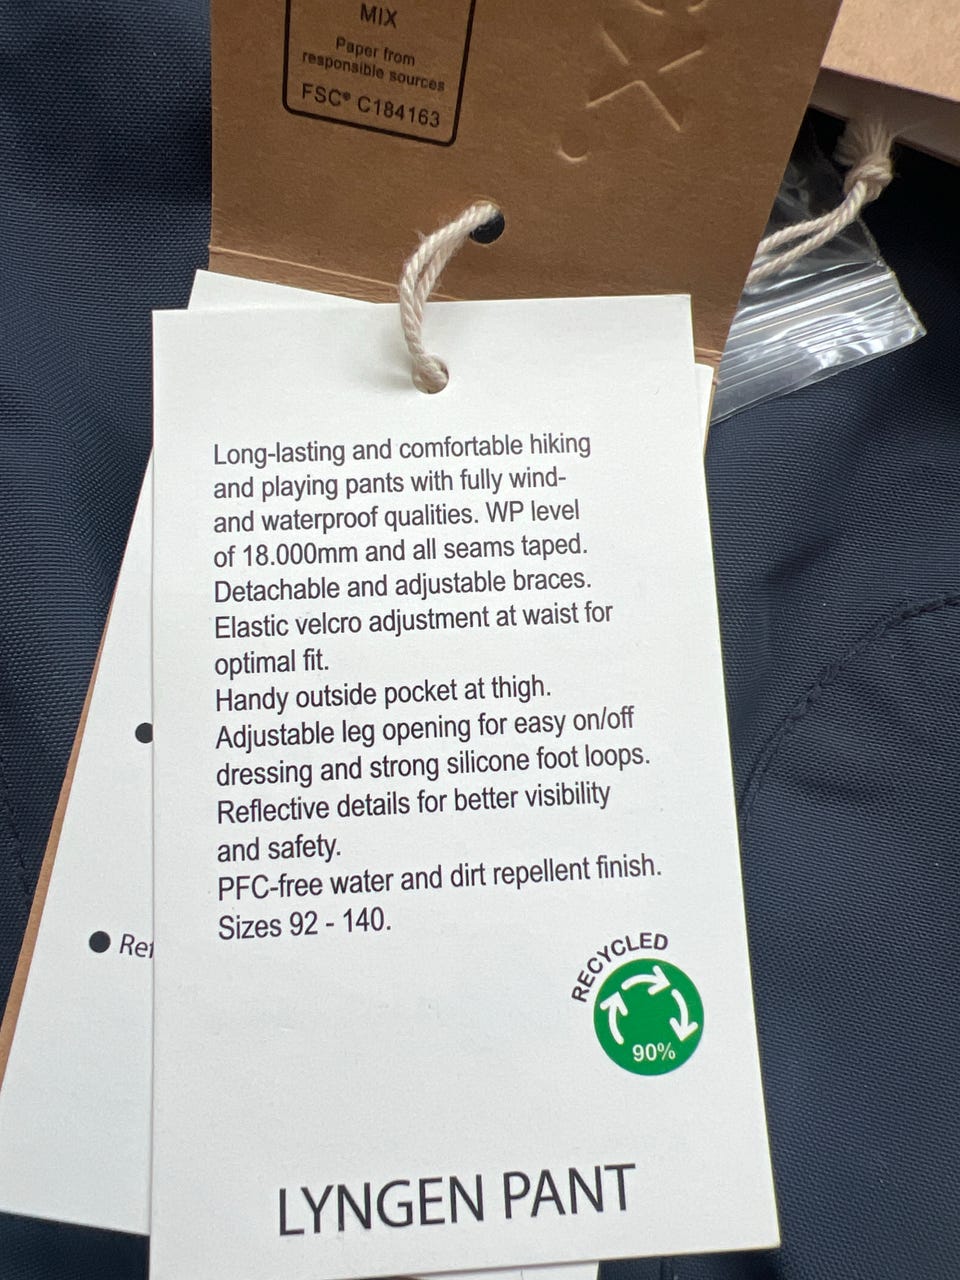 MIX
Paper from
responsible sources
FSC® C184163
Long-lasting and comfortable hiking
and playing pants with fully wind-
and waterproof qualities. WP level
of 18.000mm and all seams taped.
Detachable and adjustable braces.
Elastic velcro adjustment at waist for
optimal fit.
Handy outside pocket at thigh.
Adjustable leg opening for easy on/off
dressing and strong silicone foot loops.
Reflective details for better visibility
and safety.
PFC-free water and dirt repellent finish.
Sizes 92 - 140.
RECYCLED
90%
LYNGEN PANT